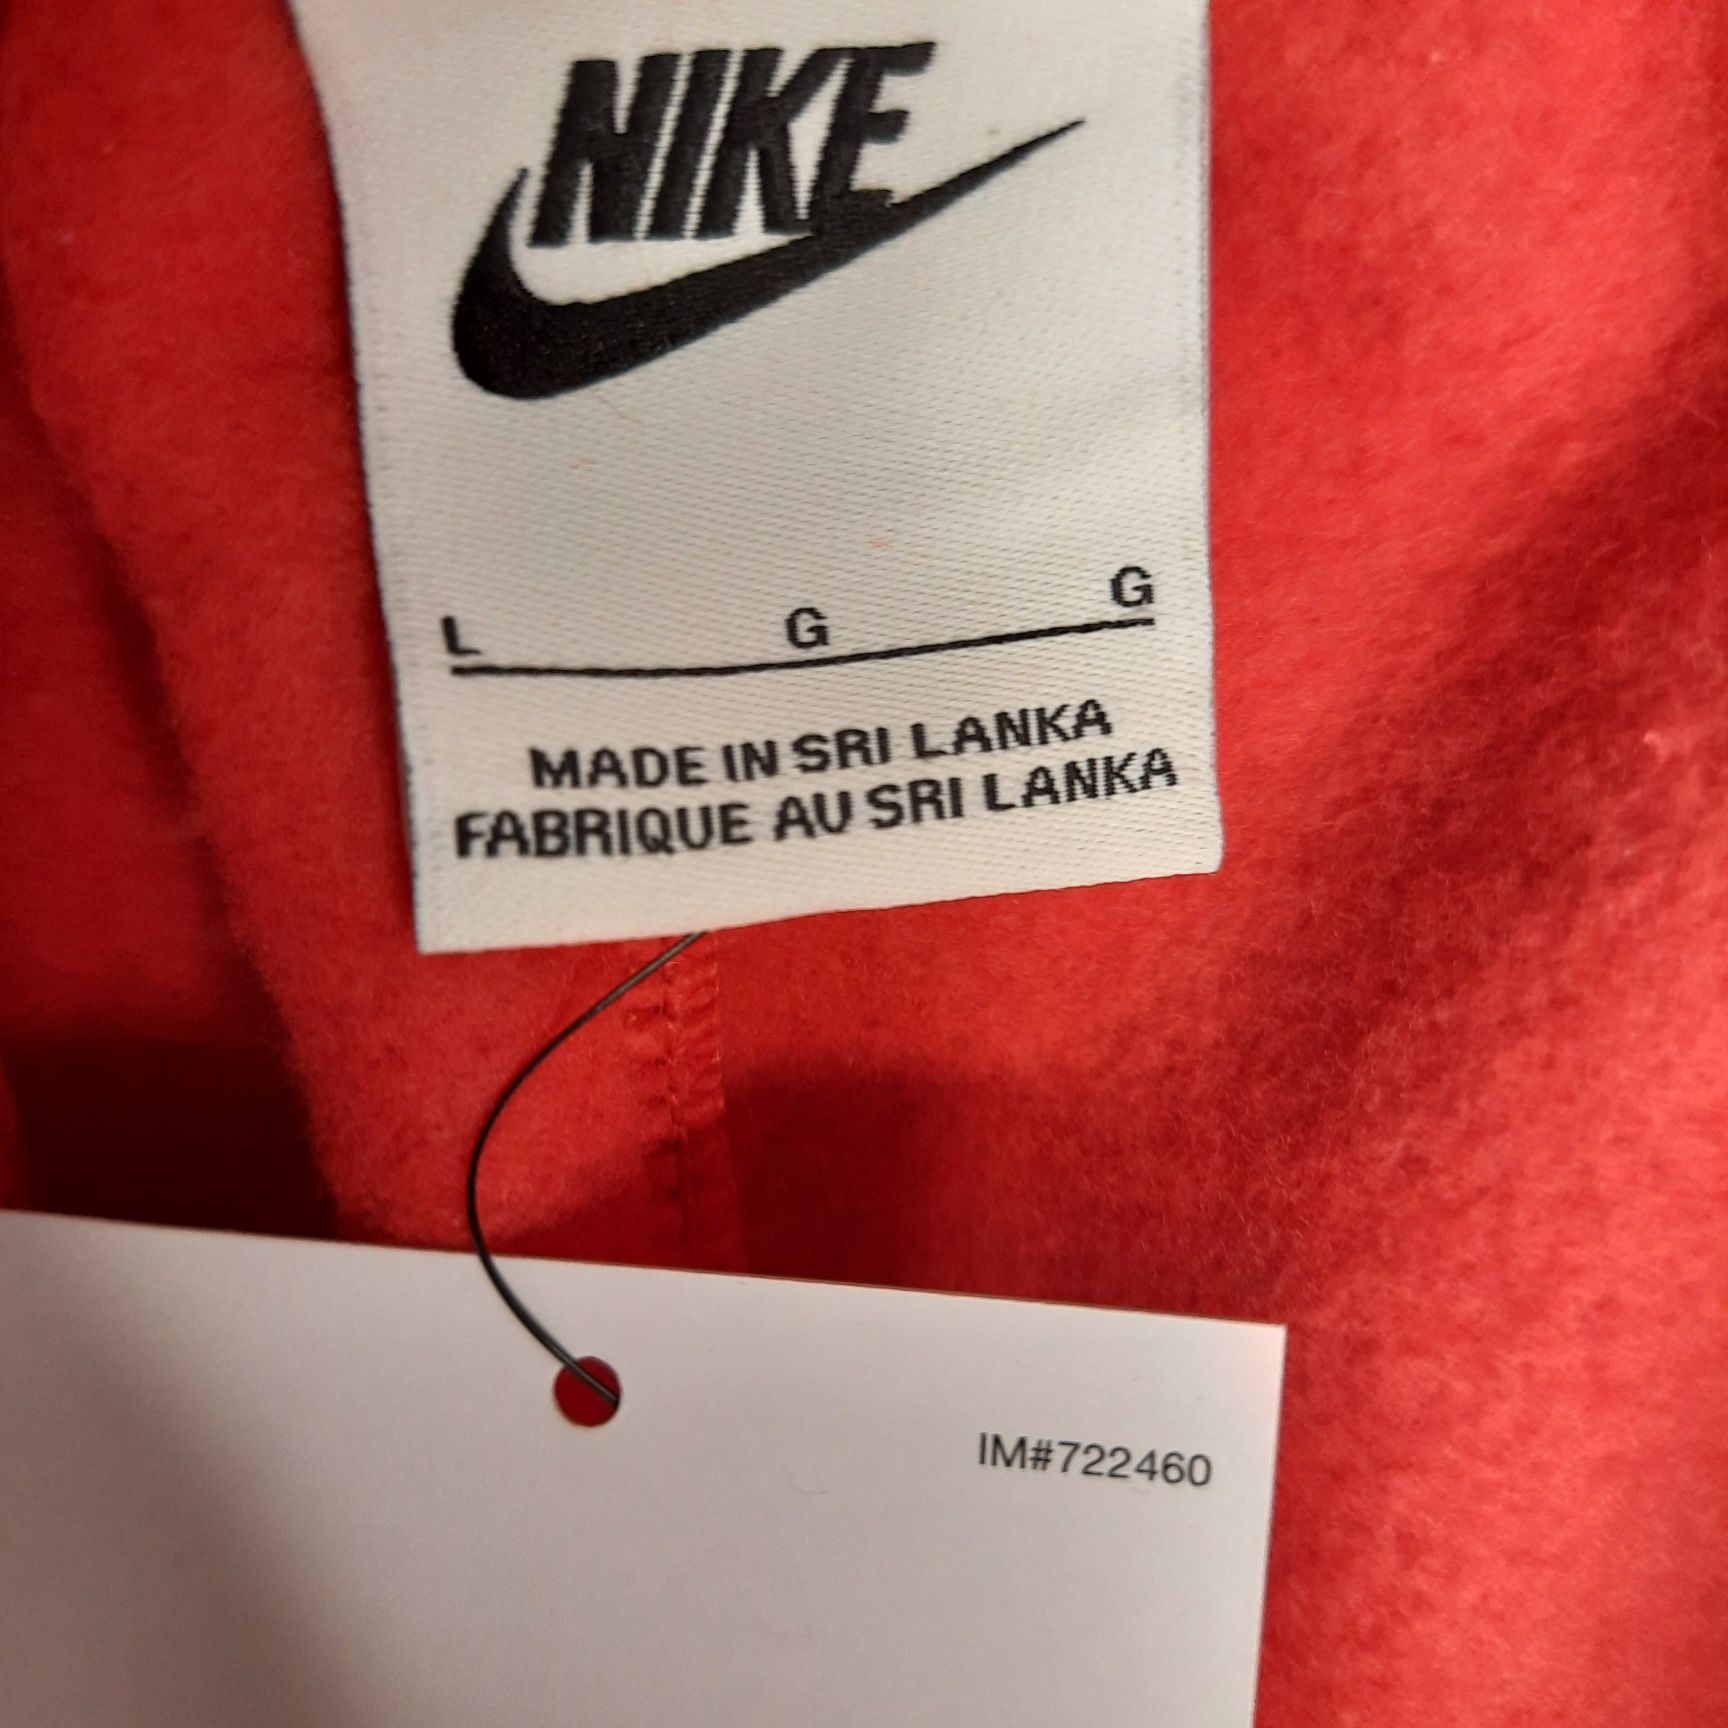 NIKE
L G G
MADE IN SRI LANKA
FABRIQUE AU SRI LANKA
IM#722460